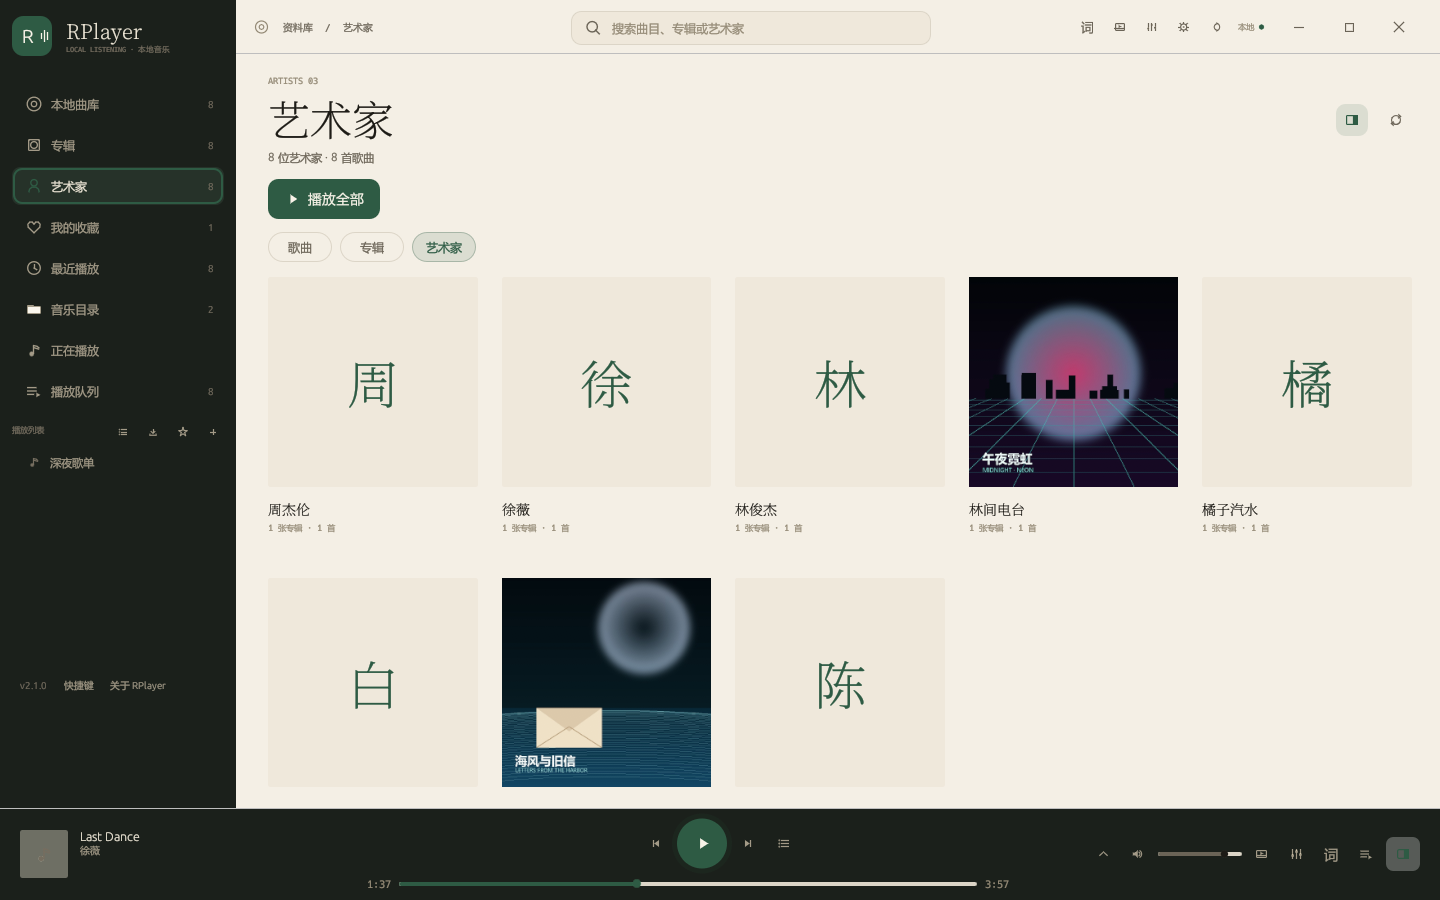 R
RPlayer
LOCAL LISTENING · 本地音乐
本地曲库 8
专辑 8
艺术家 8
我的收藏 1
最近播放 8
音乐目录 2
正在播放
播放队列 8
播放列表
深夜歌单
v2.1.0 快捷键 关于 RPlayer
资料库 / 艺术家
搜索曲目、专辑或艺术家
词
本地
ARTISTS 03
艺术家
8 位艺术家 · 8 首歌曲
播放全部
歌曲 专辑 艺术家
周 徐 林
午夜霓虹
MIDNIGHT NEON
橘
周杰伦
1 张专辑 · 1 首
徐薇
1 张专辑 · 1 首
林俊杰
1 张专辑 · 1 首
林间电台
1 张专辑 · 1 首
橘子汽水
1 张专辑 · 1 首
白
海风与旧信
LETTERS FROM THE HARBOR
陈
Last Dance
徐薇
1:37 3:57
词